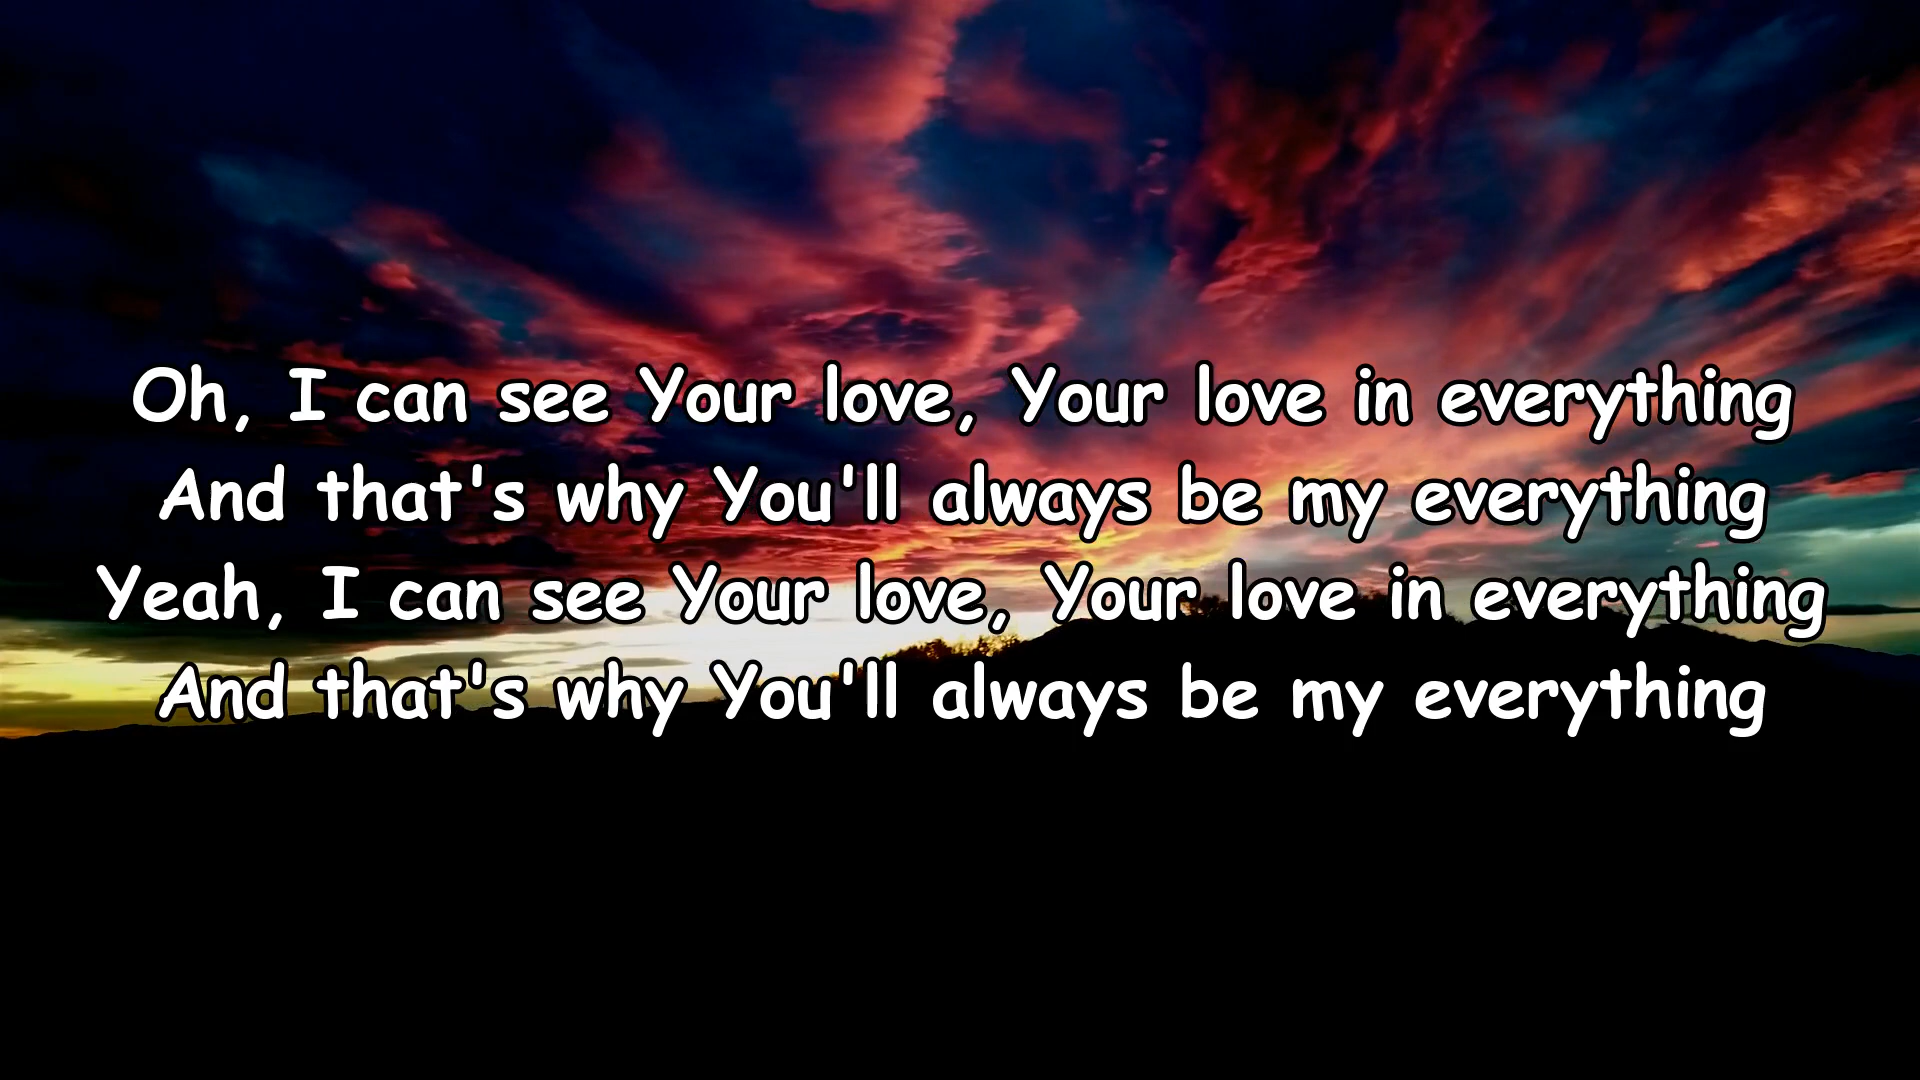 Oh, I can see Your love, Your love in everything
And that's why You'll always be my everything
Yeah, I can see Your love, Your love in everything
And that's why You'll always be my everything